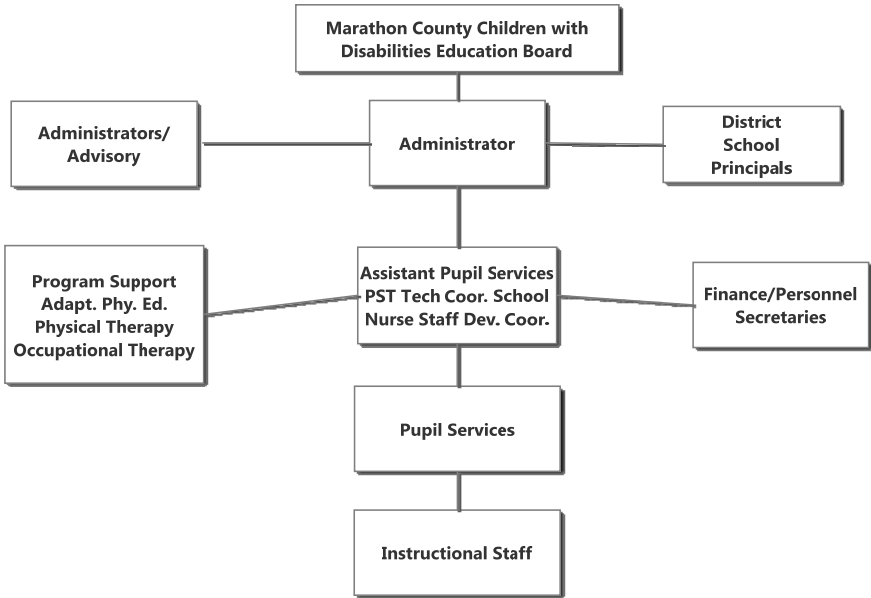 Marathon County Children with
Disabilities Education Board
Administrators/
Advisory
Administrator
District
School
Principals
Program Support
Adapt. Phy. Ed.
Physical Therapy
Occupational Therapy
Assistant Pupil Services
PST Tech Coor. School
Nurse Staff Dev. Coor.
Finance/Personnel
Secretaries
Pupil Services
Instructional Staff